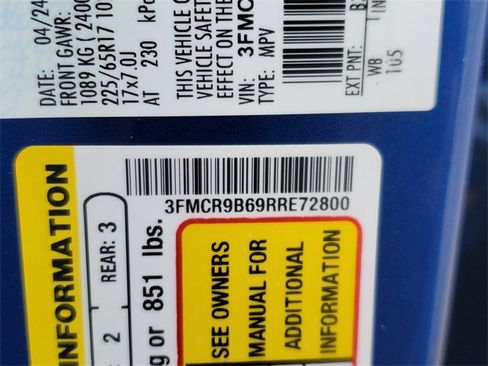 DATE: 04/24
FRONT GAWR:
1089 KG ( 2400
225/65R17 10
17x7.0J
AT 230 kPa
THIS VEHICLE C
VEHICLE SAFETY
EFFECT ON THE
VIN: 3FMC
TYPE: MPV
EXT PNT:
WB
105
3FMCR9B69RRE72800
INFORMATION
2 REAR: 3
g or 851 lbs.
SEE OWNERS
MANUAL FOR
ADDITIONAL
INFORMATION